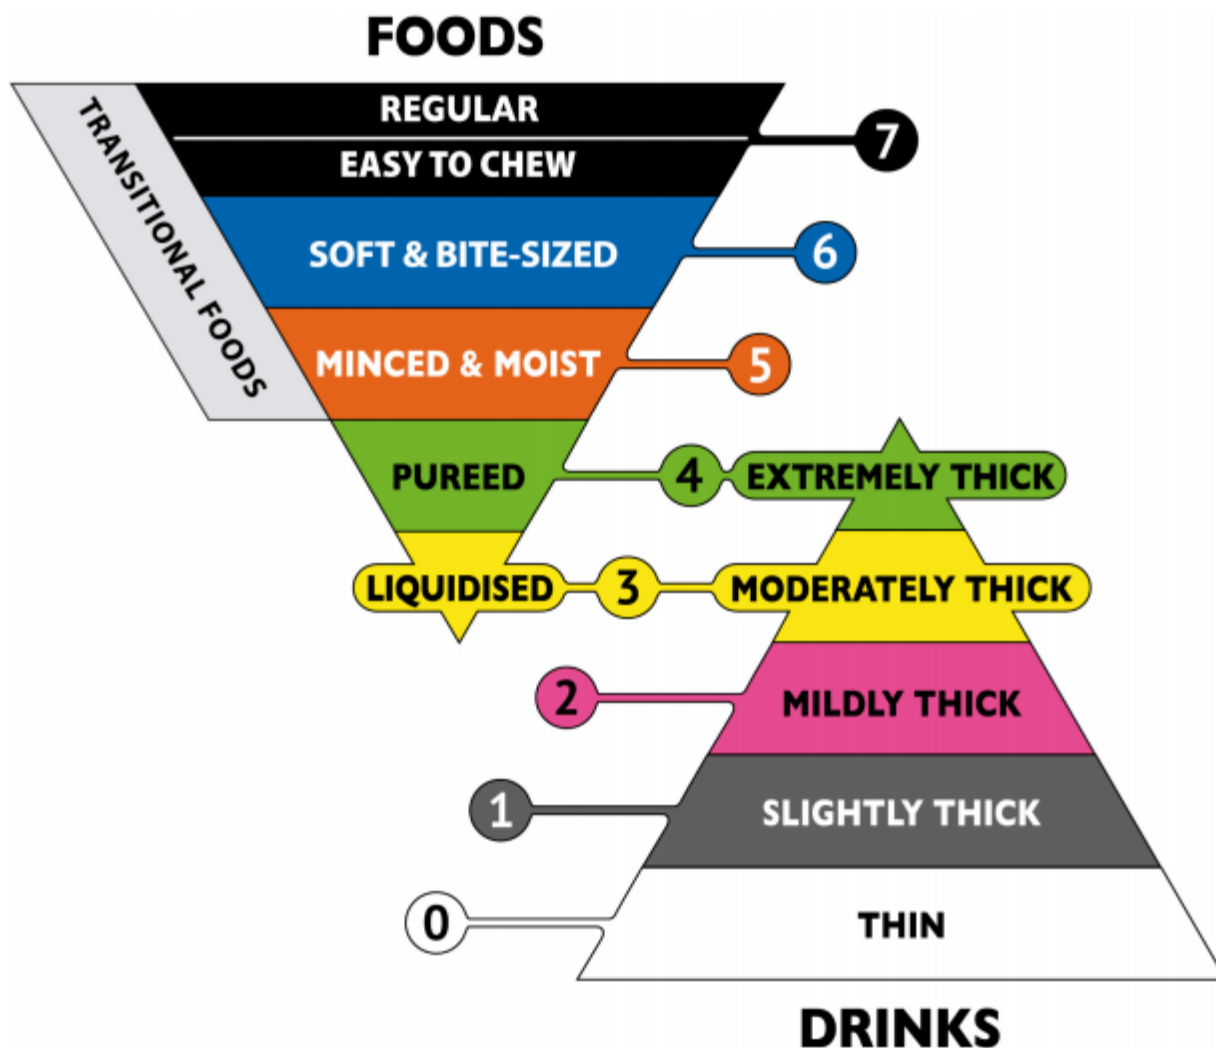 FOODS
TRANSITIONAL FOODS
REGULAR
EASY TO CHEW
7
SOFT & BITE-SIZED
6
MINCED & MOIST
5
PUREED
4
EXTREMELY THICK
LIQUIDISED
3
MODERATELY THICK
2
MILDLY THICK
1
SLIGHTLY THICK
0
THIN
DRINKS